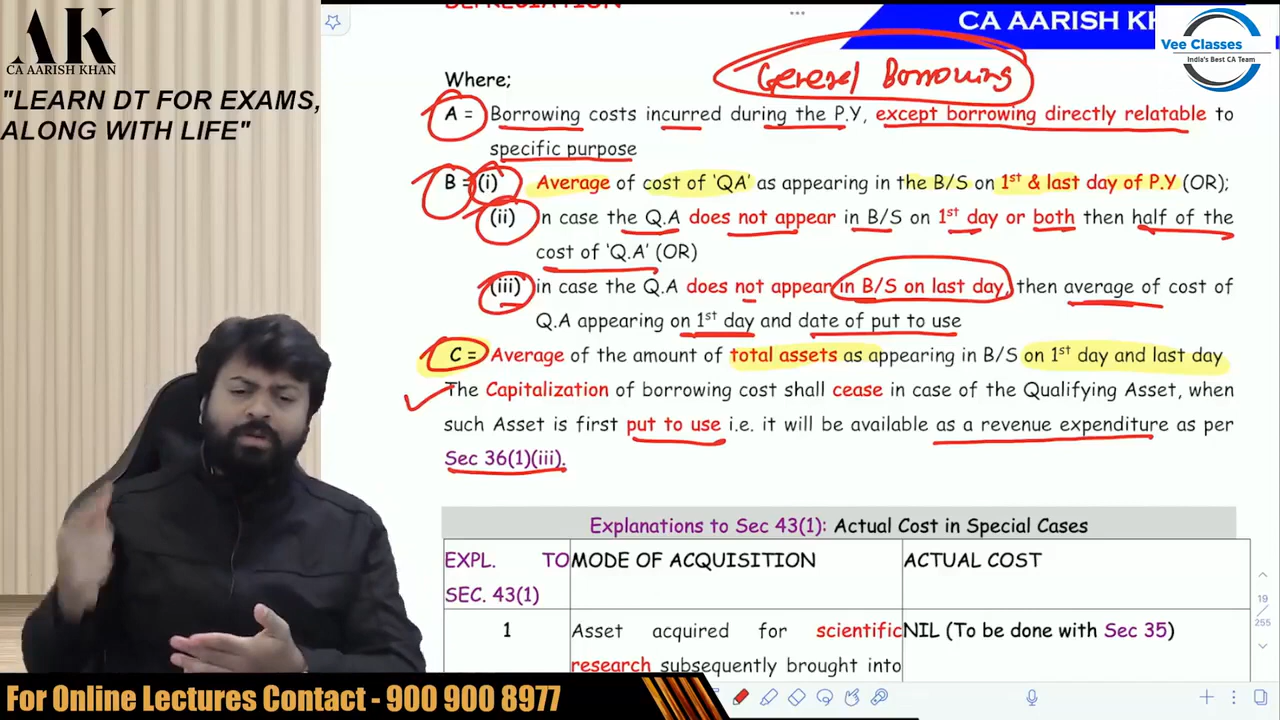 AK
CA AARISH KHAN
"LEARN DT FOR EXAMS,
ALONG WITH LIFE"
DEPRECIATION
CA AARISH KH
Vee Classes
India's Best CA Team
General Borrowing
Where;
A = Borrowing costs incurred during the P.Y, except borrowing directly relatable to
specific purpose
B = (i) Average of cost of 'QA' as appearing in the B/S on 1st & last day of P.Y (OR);
(ii) In case the Q.A does not appear in B/S on 1st day or both then half of the
cost of 'Q.A' (OR)
(iii) in case the Q.A does not appear in B/S on last day, then average of cost of
Q.A appearing on 1st day and date of put to use
C = Average of the amount of total assets as appearing in B/S on 1st day and last day
The Capitalization of borrowing cost shall cease in case of the Qualifying Asset, when
such Asset is first put to use i.e. it will be available as a revenue expenditure as per
Sec 36(1)(iii).
Explanations to Sec 43(1): Actual Cost in Special Cases
EXPL. TO MODE OF ACQUISITION ACTUAL COST
SEC. 43(1)
1 Asset acquired for scientific NIL (To be done with Sec 35)
research subsequently brought into
19
255
For Online Lectures Contact - 900 900 8977